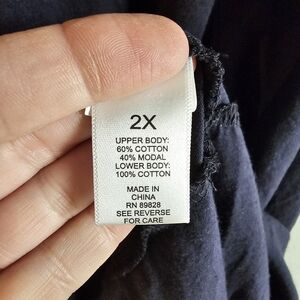 2X
UPPER BODY:
60% COTTON
40% MODAL
LOWER BODY:
100% COTTON
MADE IN
CHINA
RN 89828
SEE REVERSE
FOR CARE